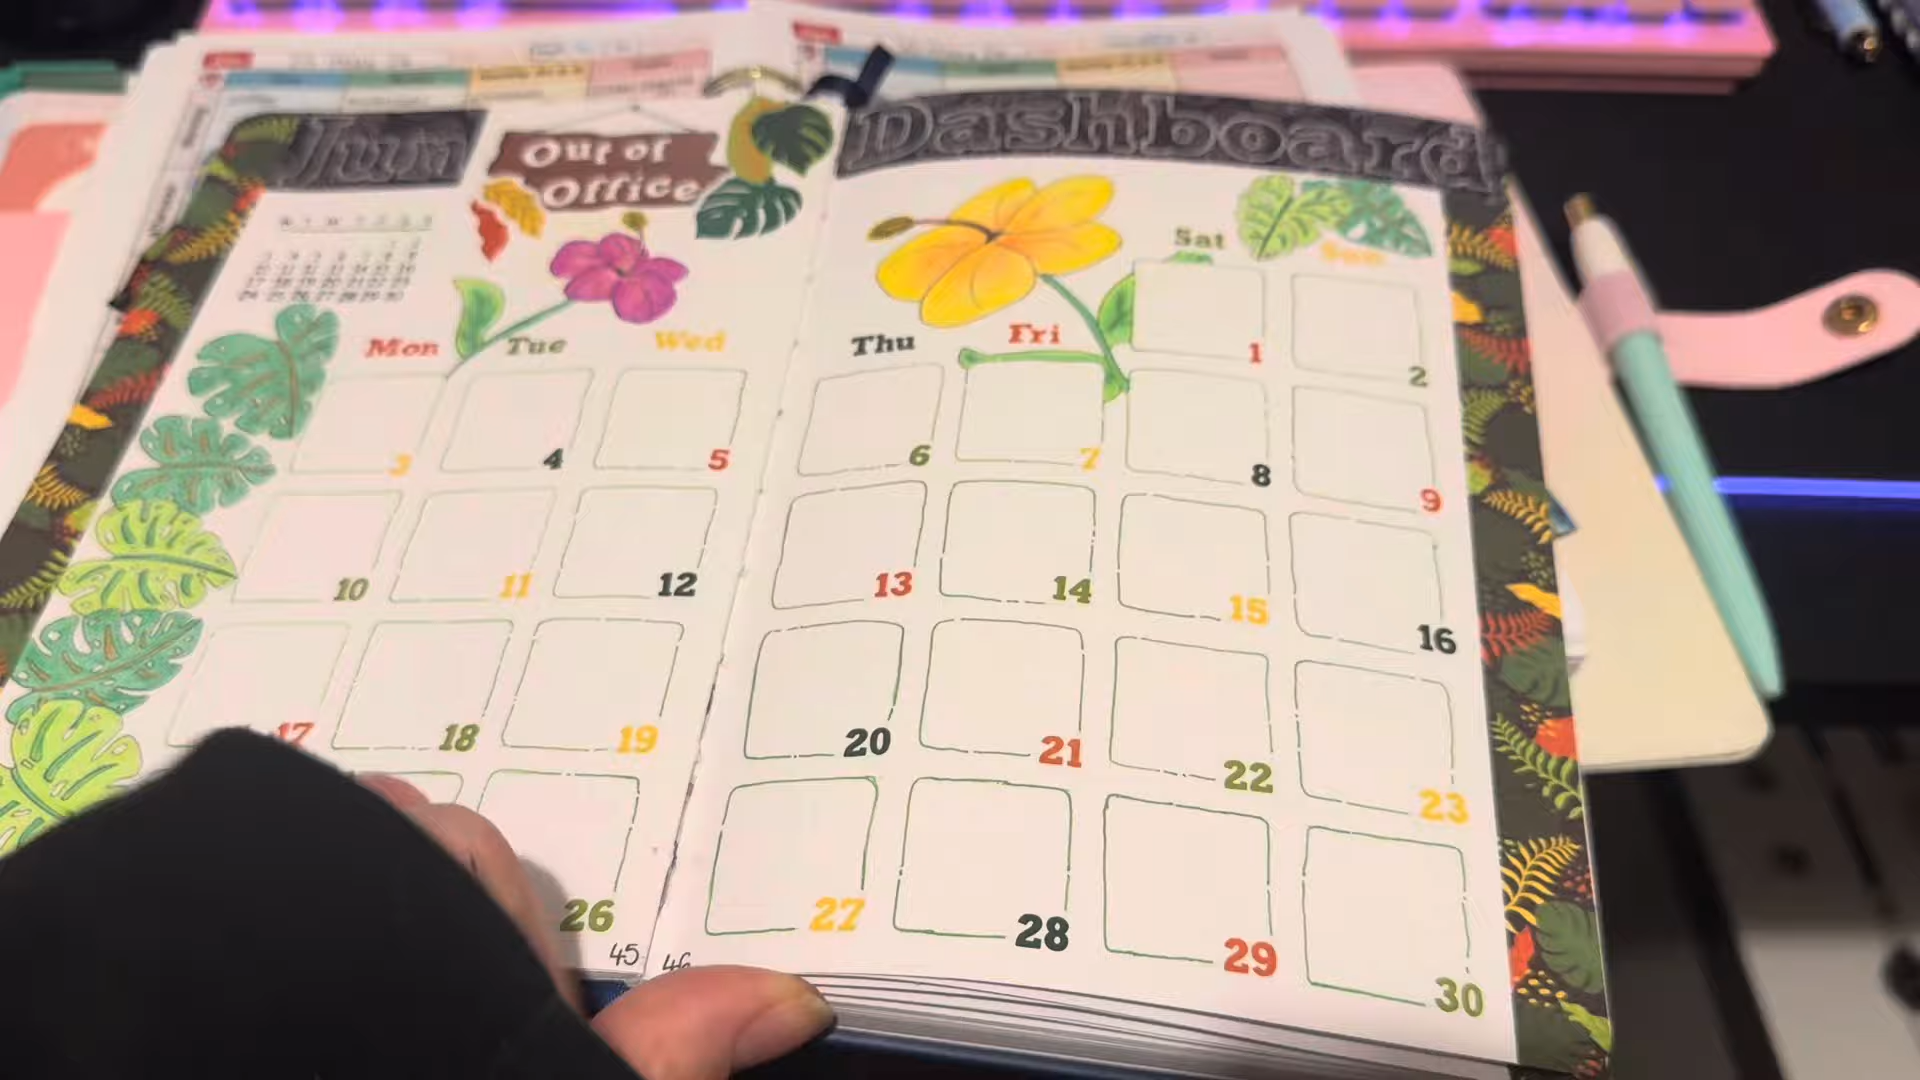 Jun
Out of
Office
Dashboard
Mon Tue Wed
Thu Fri Sat Sun
1 2
3 4 5 6 7 8 9
10 11 12 13 14 15 16
17 18 19 20 21 22 23
26 27 28 29 30
45 46